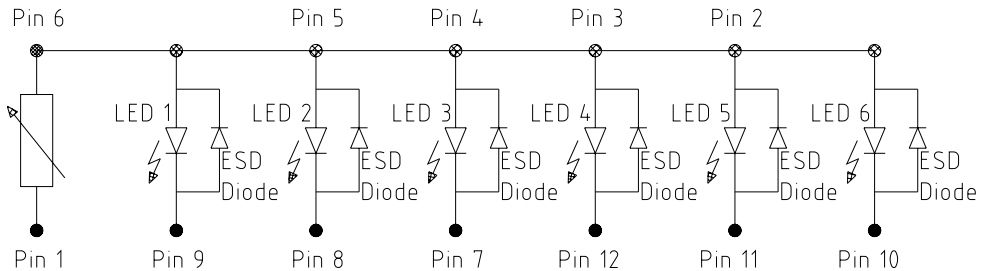 Pin 6 Pin 5 Pin 4 Pin 3 Pin 2
LED 1 LED 2 LED 3 LED 4 LED 5 LED 6
ESD ESD ESD ESD ESD ESD
Diode Diode Diode Diode Diode Diode
Pin 1 Pin 9 Pin 8 Pin 7 Pin 12 Pin 11 Pin 10